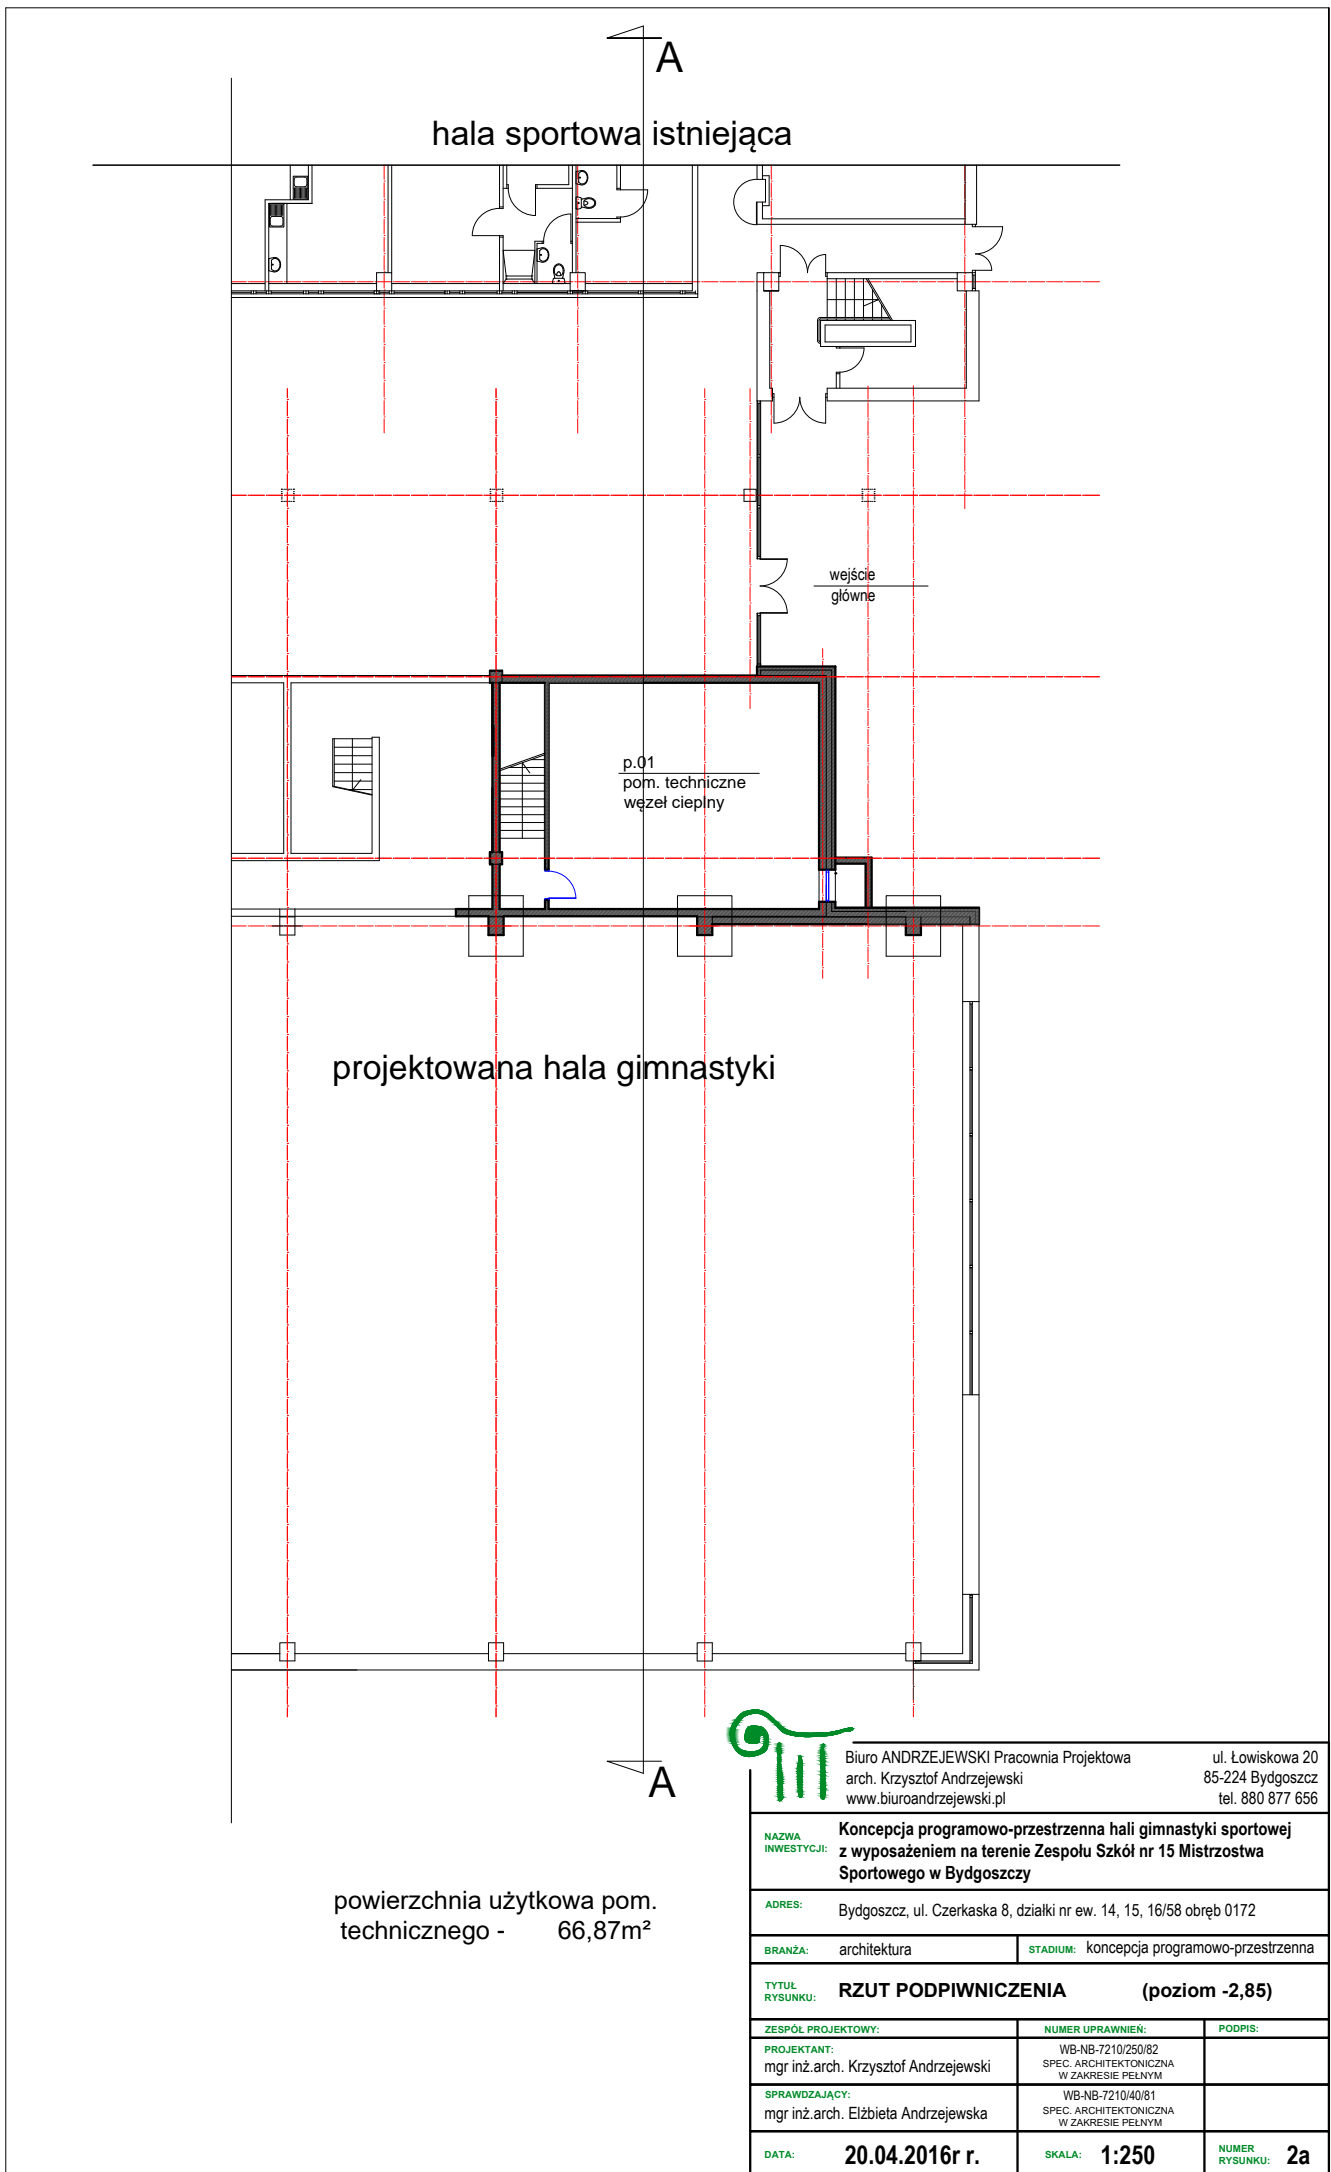 A
hala sportowa istniejąca
wejście
główne
p.01
pom. techniczne
węzeł cieplny
projektowana hala gimnastyki
A
powierzchnia użytkowa pom.
technicznego - 66,87m²
Biuro ANDRZEJEWSKI Pracownia Projektowa
arch. Krzysztof Andrzejewski
www.biuroandrzejewski.pl
ul. Łowiskowa 20
85-224 Bydgoszcz
tel. 880 877 656
NAZWA
INWESTYCJI:
Koncepcja programowo-przestrzenna hali gimnastyki sportowej
z wyposażeniem na terenie Zespołu Szkół nr 15 Mistrzostwa
Sportowego w Bydgoszczy
ADRES: Bydgoszcz, ul. Czerkaska 8, działki nr ew. 14, 15, 16/58 obręb 0172
BRANŻA: architektura
STADIUM: koncepcja programowo-przestrzenna
TYTUŁ
RYSUNKU:
RZUT PODPIWNICZENIA (poziom -2,85)
ZESPÓŁ PROJEKTOWY: NUMER UPRAWNIEŃ: PODPIS:
PROJEKTANT:
mgr inż.arch. Krzysztof Andrzejewski
WB-NB-7210/250/82
SPEC. ARCHITEKTONICZNA
W ZAKRESIE PEŁNYM
SPRAWDZAJĄCY:
mgr inż.arch. Elżbieta Andrzejewska
WB-NB-7210/40/81
SPEC. ARCHITEKTONICZNA
W ZAKRESIE PEŁNYM
DATA: 20.04.2016r r.
SKALA: 1:250
NUMER
RYSUNKU: 2a